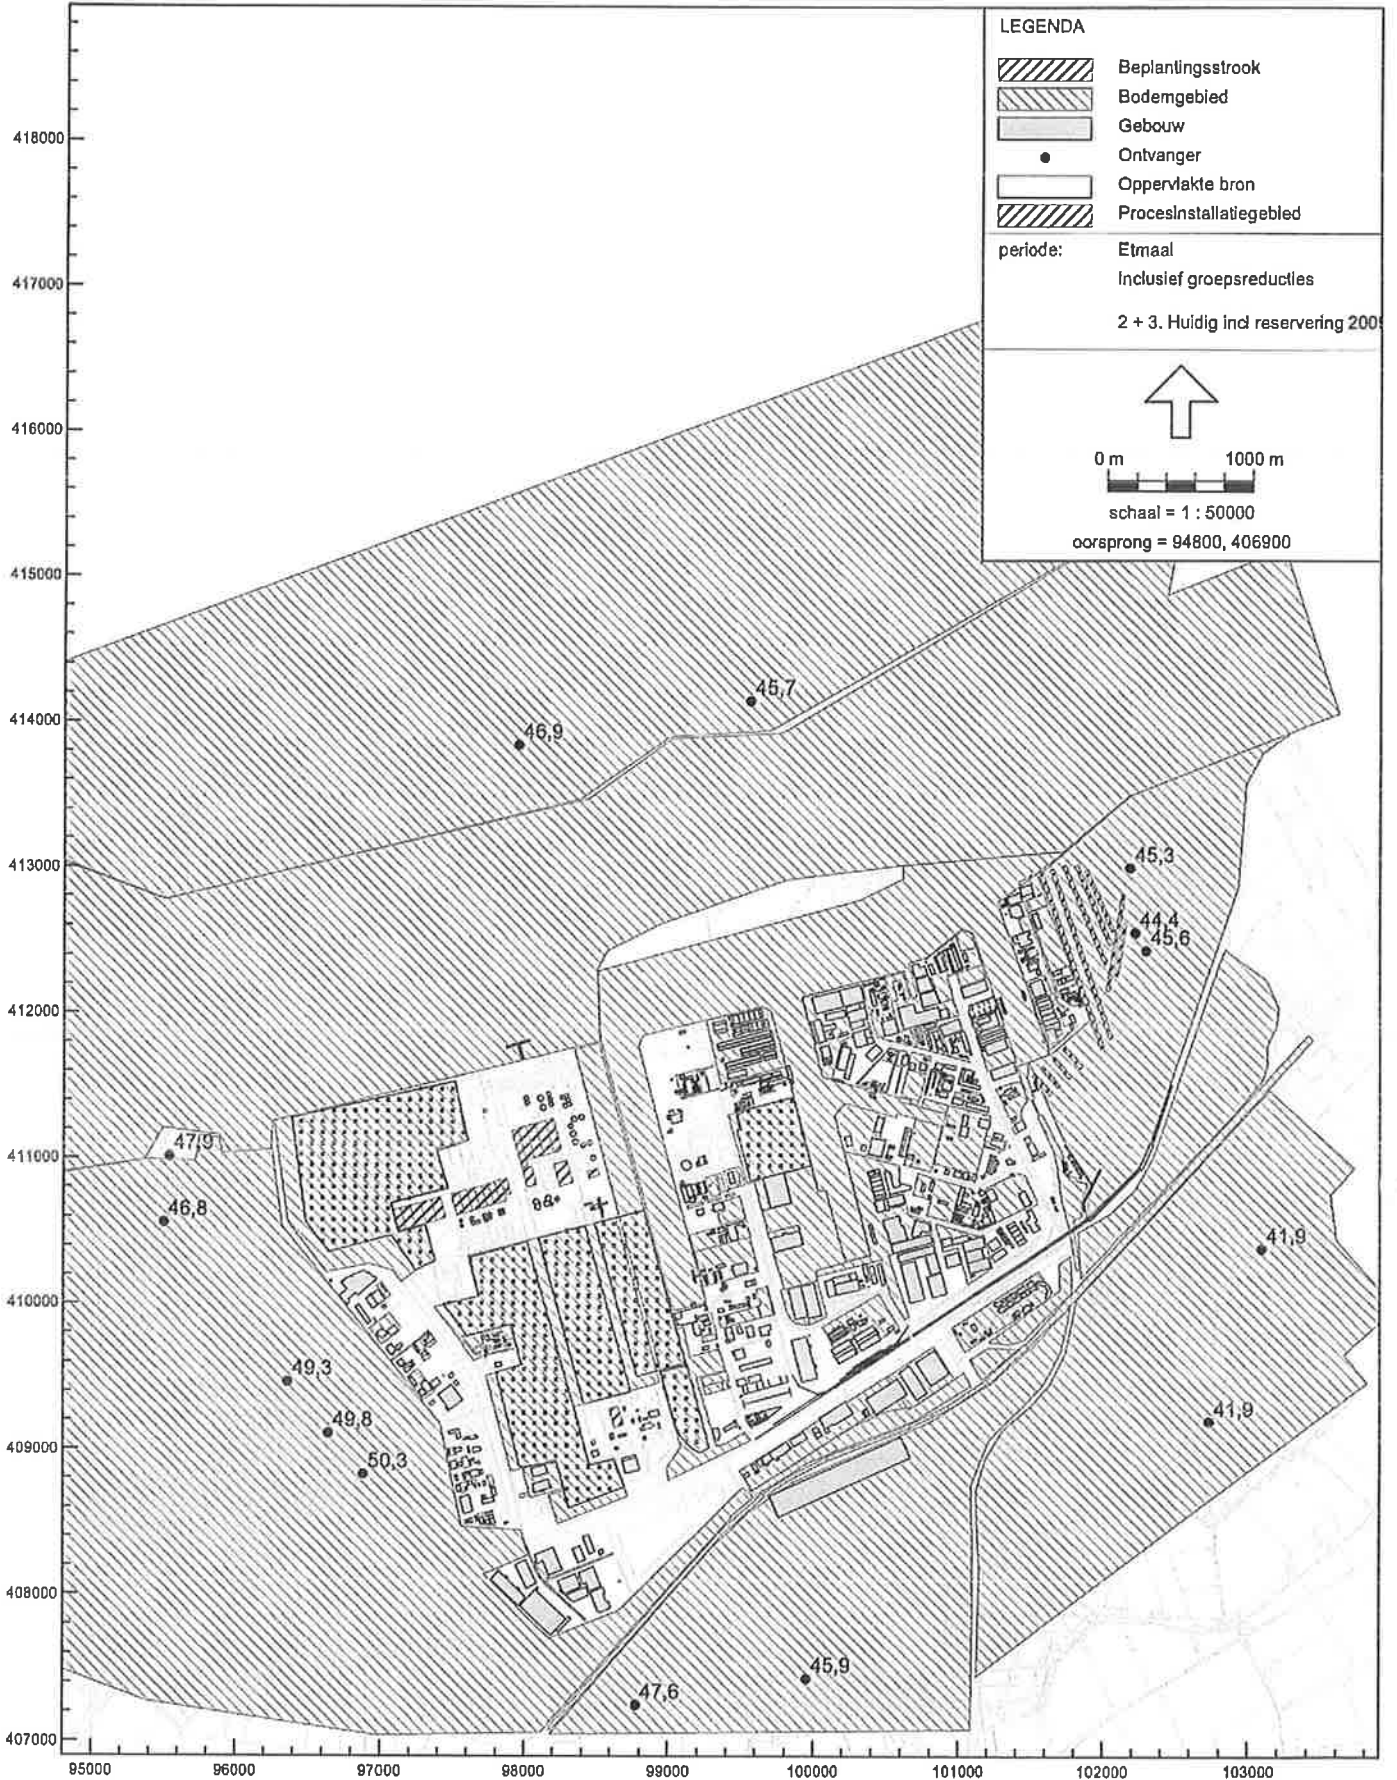 LEGENDA
Beplantingsstrook
Bodemgebied
Gebouw
Ontvanger
Oppervlakte bron
Procesinstallatiegebied
periode: Etmaal
Inclusief groepsreducties
2 + 3. Huidig incl reservering 200
0 m 1000 m
schaal = 1 : 50000
oorsprong = 94800, 406900
418000
417000
416000
415000
414000
413000
412000
411000
410000
409000
408000
407000
45,7
46,9
45,3
44,4
45,6
47,9
46,8
41,9
49,3
49,8
41,9
50,3
45,9
47,6
95000 96000 97000 98000 99000 100000 101000 102000 103000